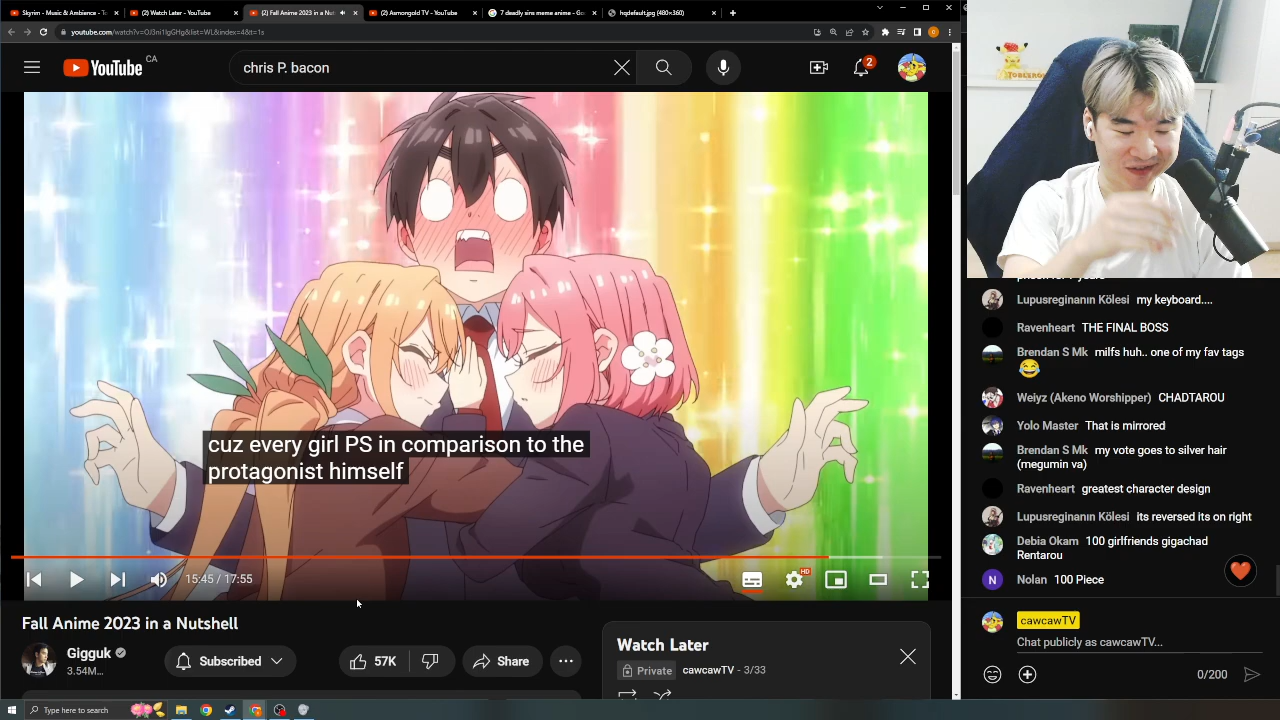 Skyrim - Music & Ambience - To
(2) Watch Later - YouTube
(2) Fall Anime 2023 in a Nut
(2) Asmongold TV - YouTube
7 deadly sins meme anime - Go
hqdefault.jpg (480×360)
youtube.com/watch?v=OJ3ni1lgGHg&list=WL&index=4&t=1s
YouTube CA
chris P. bacon
2
cuz every girl PS in comparison to the
protagonist himself
15:45 / 17:55
HD
Fall Anime 2023 in a Nutshell
Gigguk
3.54M...
Subscribed
57K
Share
Watch Later
Private
cawcawTV - 3/33
Type here to search
Lupusreginanın Kölesi my keyboard....
Ravenheart THE FINAL BOSS
Brendan S Mk milfs huh.. one of my fav tags
Weiyz (Akeno Worshipper) CHADTAROU
Yolo Master That is mirrored
Brendan S Mk my vote goes to silver hair
(megumin va)
Ravenheart greatest character design
Lupusreginanın Kölesi its reversed its on right
Debia Okam 100 girlfriends gigachad
Rentarou
N Nolan 100 Piece
cawcawTV
Chat publicly as cawcawTV...
0/200